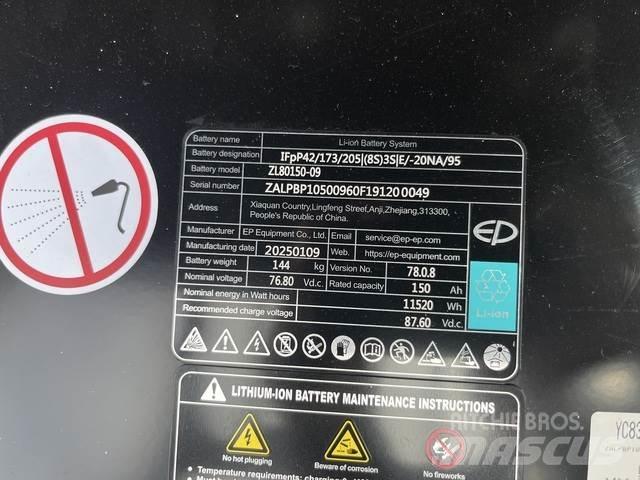 Battery name Li-ion Battery System
Battery designation IFpP42/173/205|(8S)3S|E/-20NA/95
Battery model ZL80150-09
Serial number ZALPBP10500960F191200049
Address Xiaquan Country,Lingfeng Street,Anji,Zhejiang,313300,
People's Republic of China.
Manufacturer EP Equipment Co., Ltd. Email service@ep-ep.com
Manufacturing date 20250109 Web. https://ep-equipment.com
Battery weight 144 kg Version No. 78.0.8
Nominal voltage 76.80 Vd.c. Rated capacity 150 Ah
Nominal energy in Watt hours 11520 Wh
Recommended charge voltage 87.60 Vd.c.
EP
Li-ion
LITHIUM-ION BATTERY MAINTENANCE INSTRUCTIONS
No hot plugging Beware of corrosion No fireworks
Temperature requirements:
YC83
RITCHIE BROS.
MASCUS